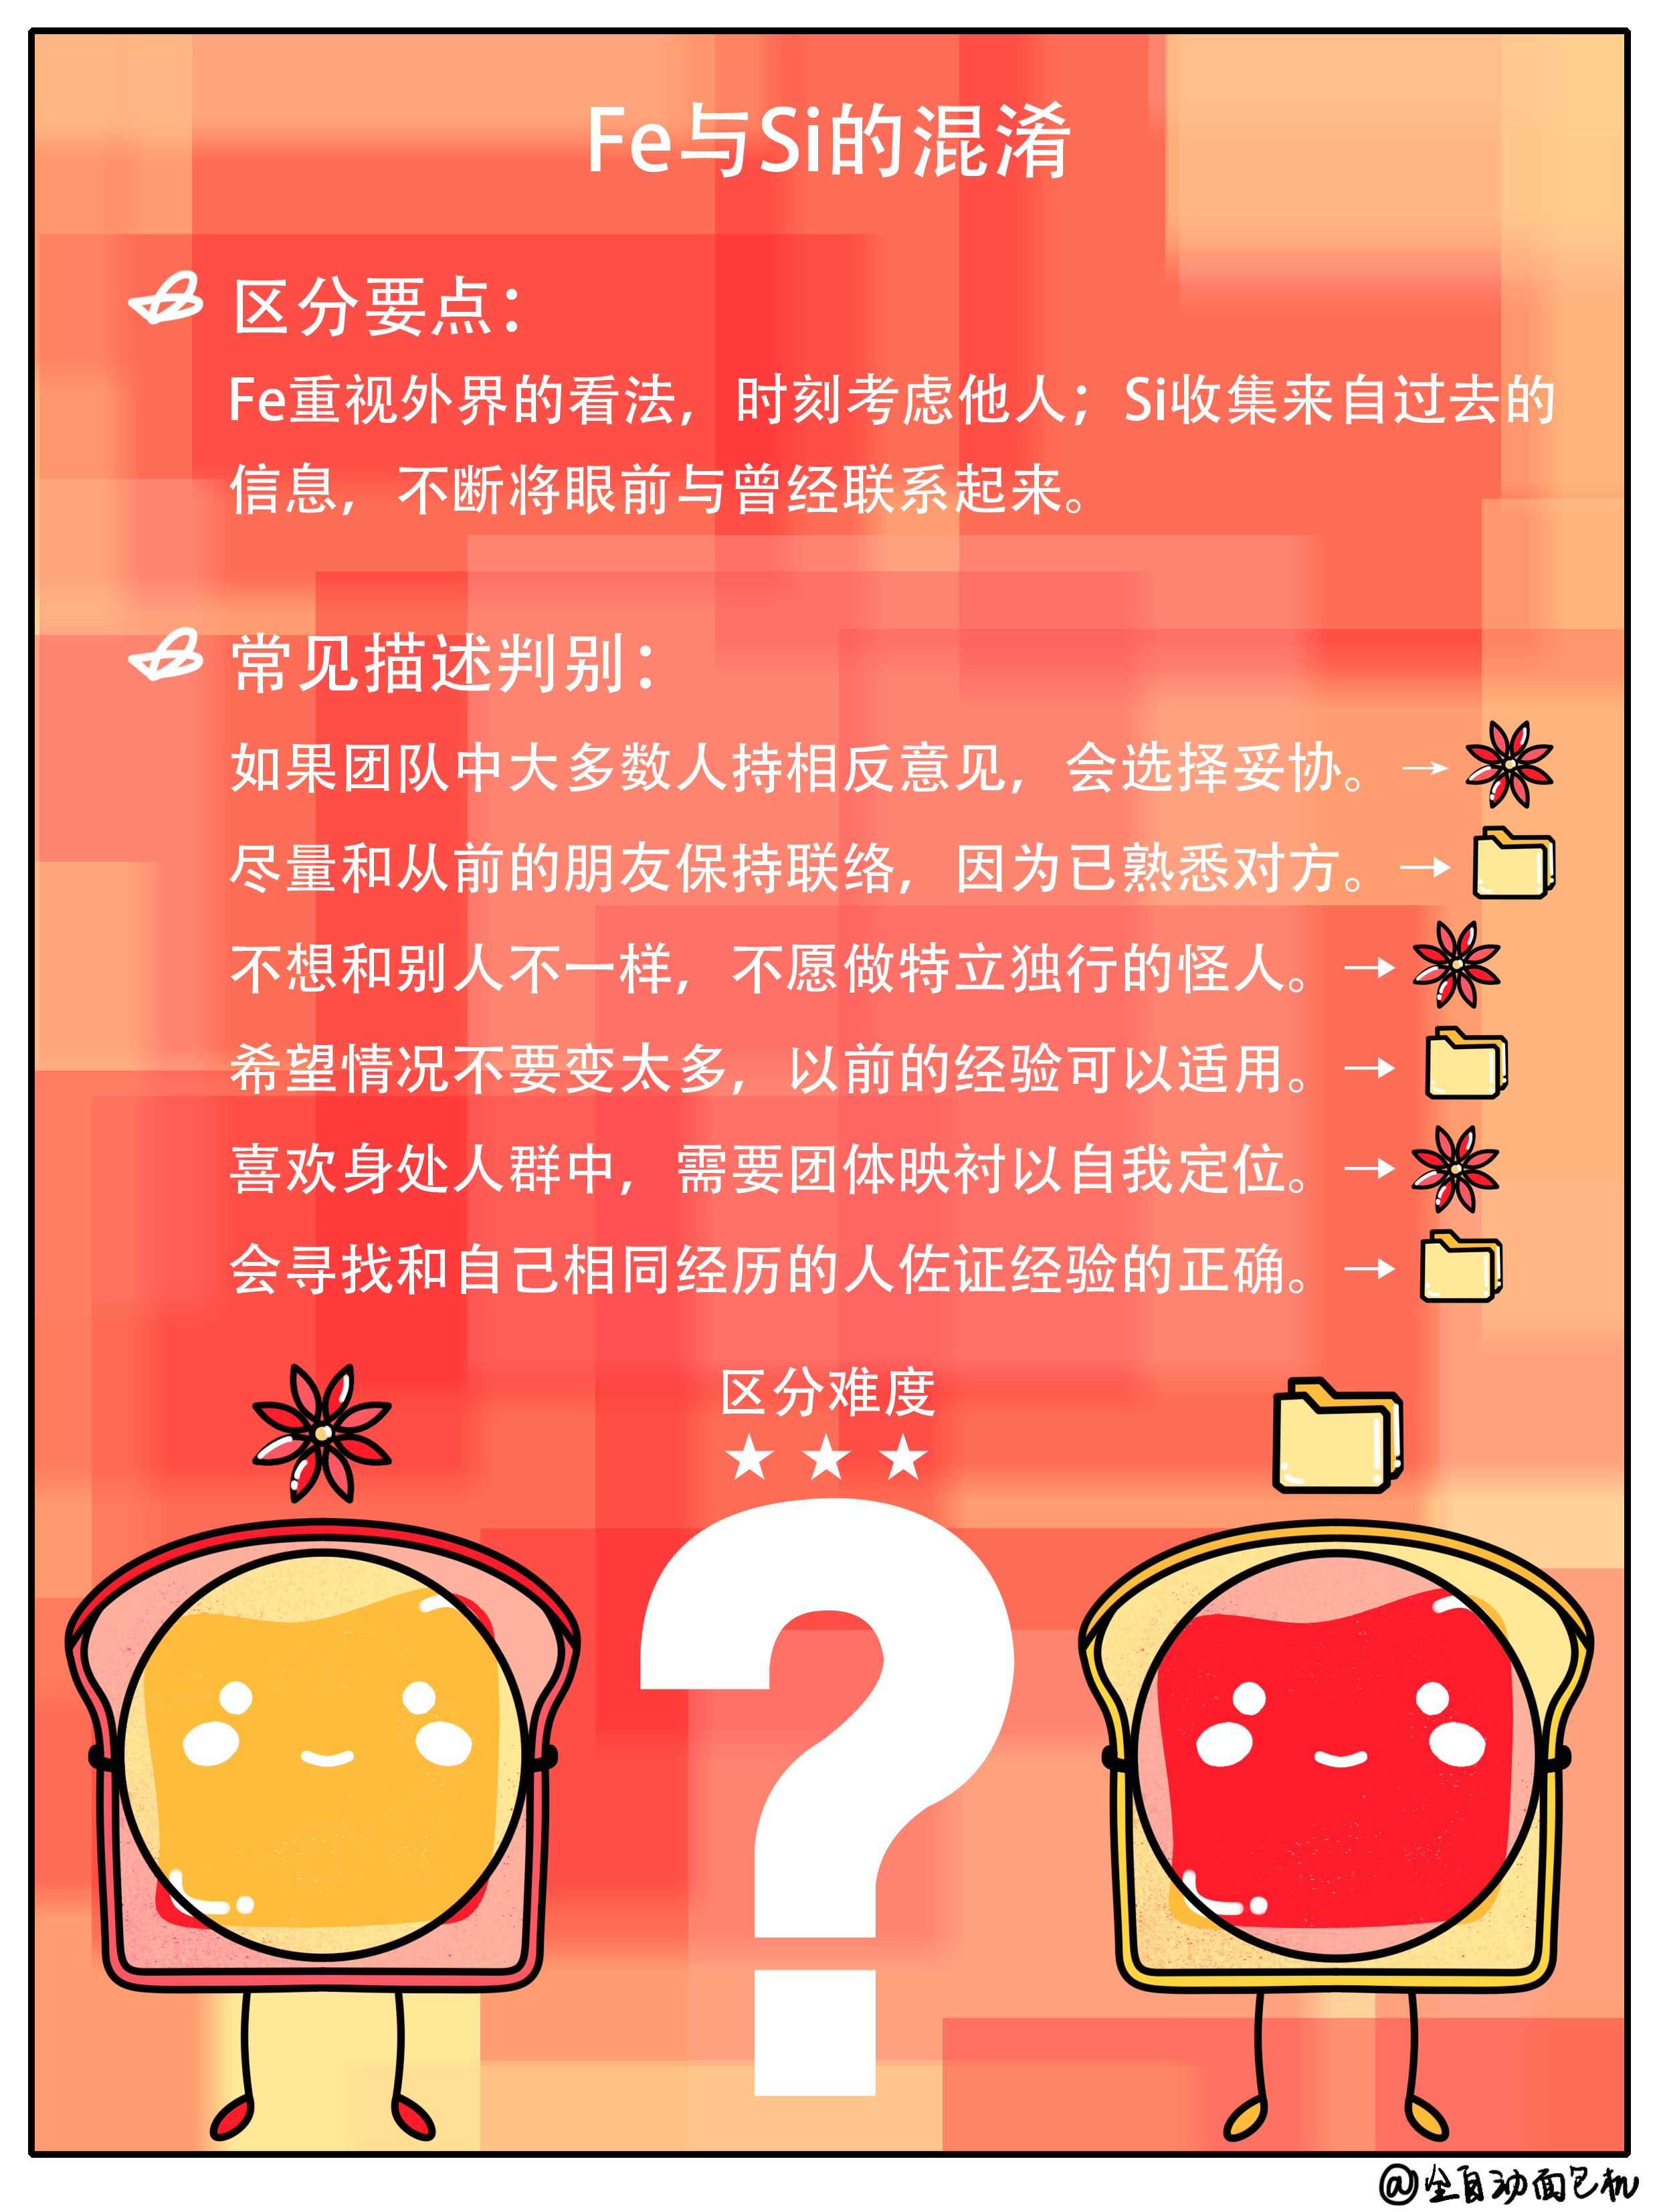 Fe与Si的混淆
区分要点：
Fe重视外界的看法，时刻考虑他人；Si收集来自过去的
信息，不断将眼前与曾经联系起来。
常见描述判别：
如果团队中大多数人持相反意见，会选择妥协。→
尽量和从前的朋友保持联络，因为已熟悉对方。→
不想和别人不一样，不愿做特立独行的怪人。→
希望情况不要变太多，以前的经验可以适用。→
喜欢身处人群中，需要团体映衬以自我定位。→
会寻找和自己相同经历的人佐证经验的正确。→
区分难度
★ ★ ★
?
@全自动面包机